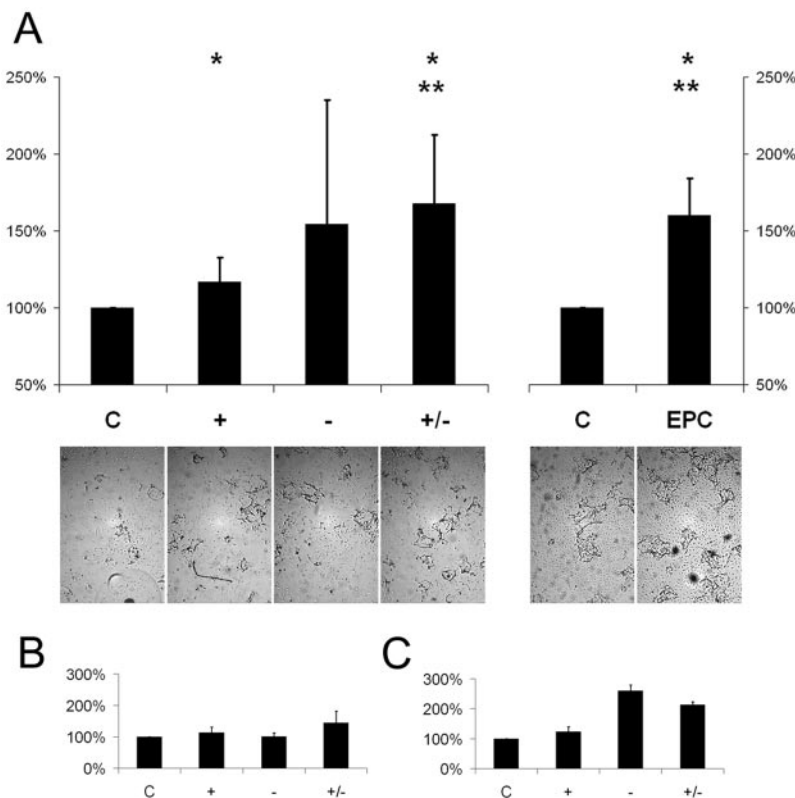 A
* * *
** **
250% 250%
200% 200%
150% 150%
100% 100%
50% 50%
C + - +/- C EPC
B C
300% 300%
200% 200%
100% 100%
0% 0%
C + - +/- C + - +/-